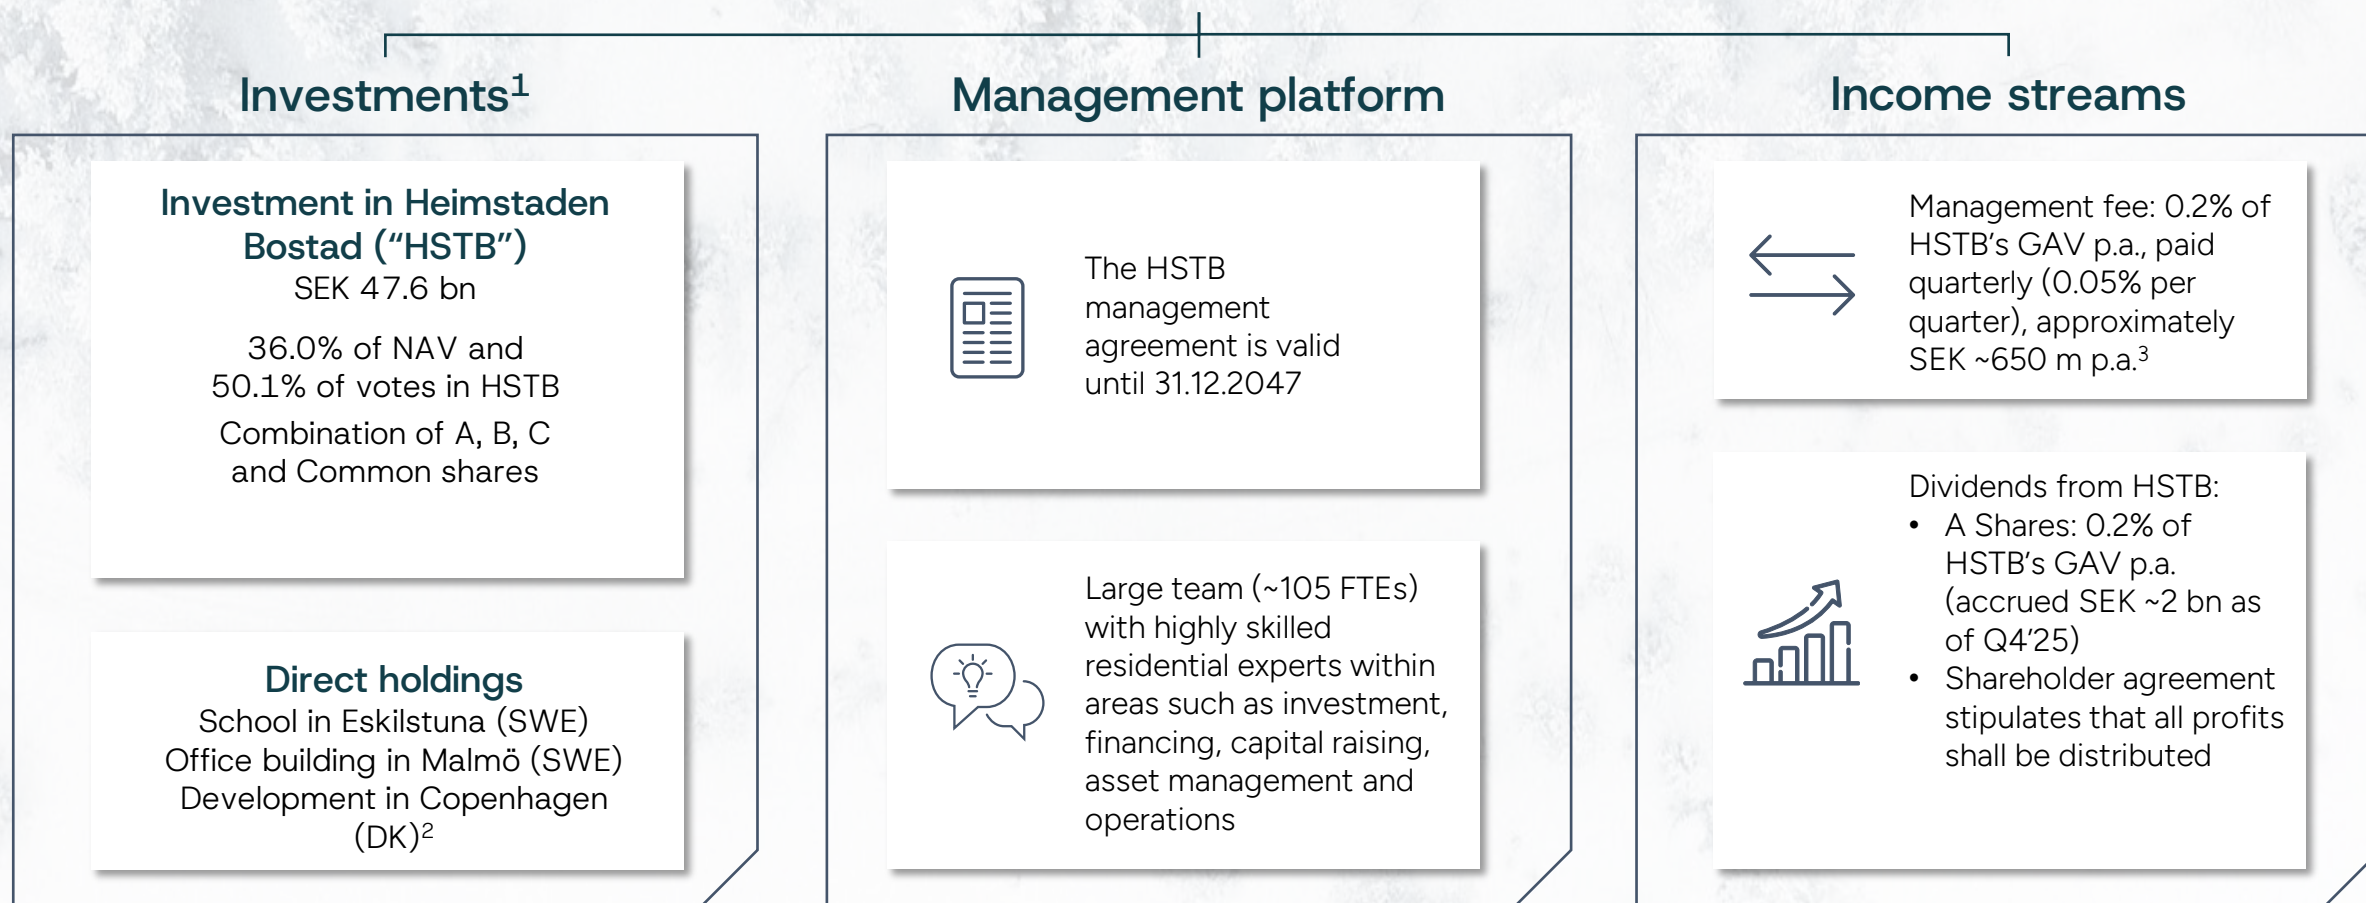 Investments¹
Investment in Heimstaden
Bostad (“HSTB”)
SEK 47.6 bn
36.0% of NAV and
50.1% of votes in HSTB
Combination of A, B, C
and Common shares
Direct holdings
School in Eskilstuna (SWE)
Office building in Malmö (SWE)
Development in Copenhagen
(DK)²
Management platform
The HSTB
management
agreement is valid
until 31.12.2047
Large team (~105 FTEs)
with highly skilled
residential experts within
areas such as investment,
financing, capital raising,
asset management and
operations
Income streams
Management fee: 0.2% of
HSTB’s GAV p.a., paid
quarterly (0.05% per
quarter), approximately
SEK ~650 m p.a.³
Dividends from HSTB:
• A Shares: 0.2% of
HSTB’s GAV p.a.
(accrued SEK ~2 bn as
of Q4’25)
• Shareholder agreement
stipulates that all profits
shall be distributed